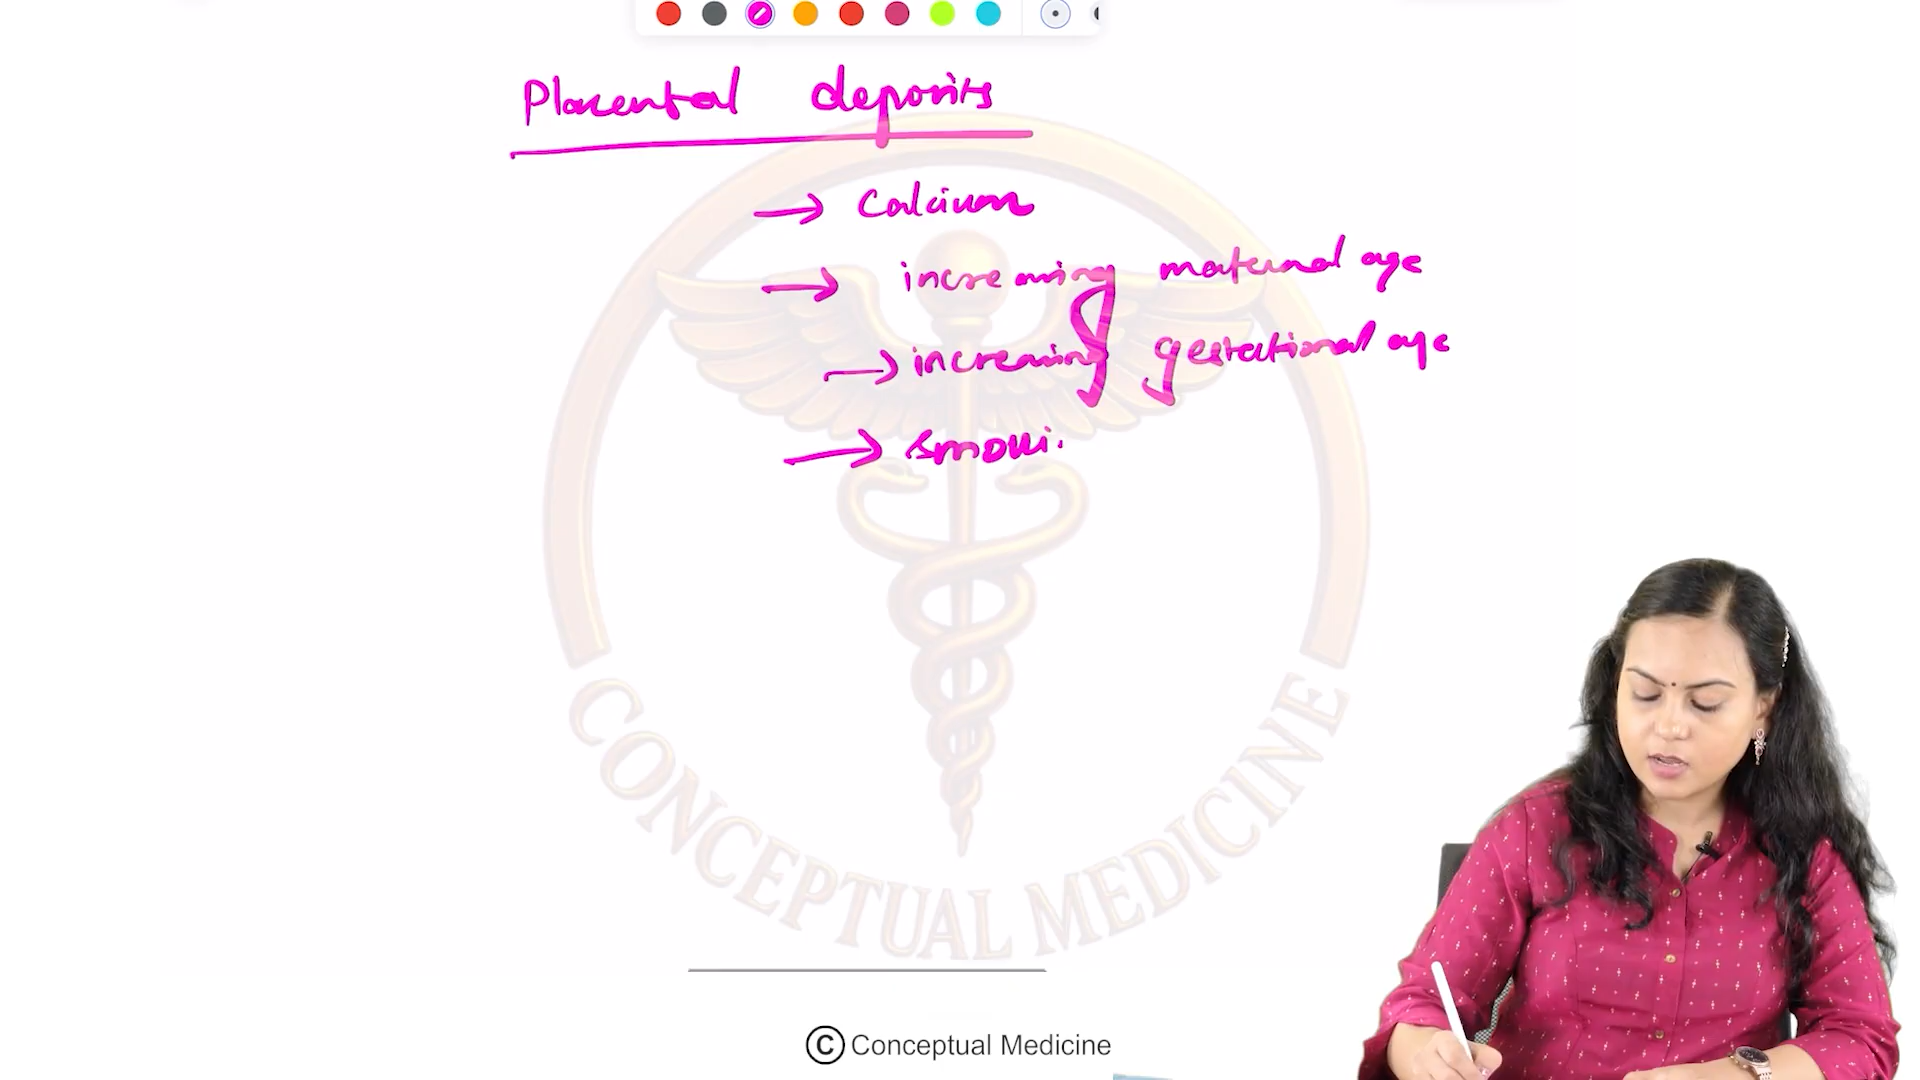 Placental deposits
→ Calcium
→ increasing maternal age
→ increasing gestational age
→ smoki
CONCEPTUAL MEDICINE
© Conceptual Medicine